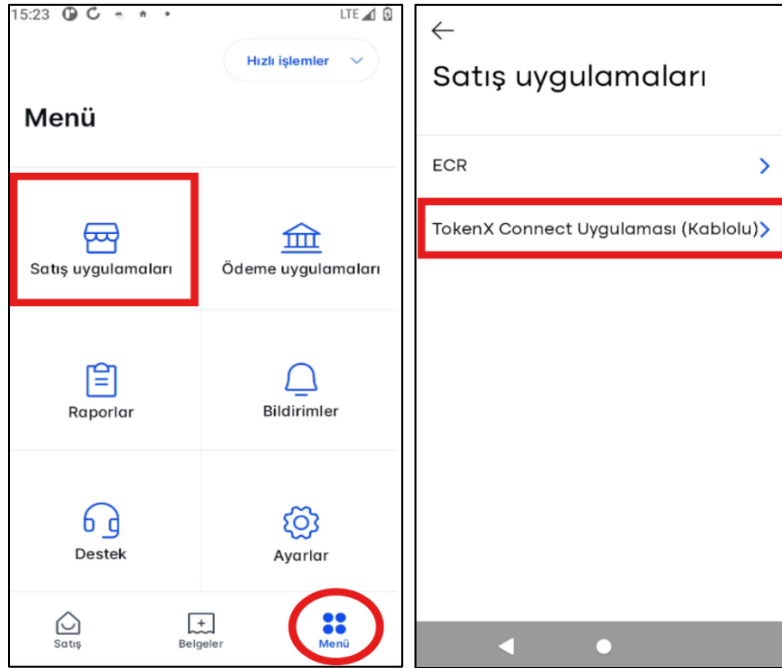 15:23
LTE
Hızlı işlemler
Menü
Satış uygulamaları
Ödeme uygulamaları
Raporlar
Bildirimler
Destek
Ayarlar
Satış
Belgeler
Menü
Satış uygulamaları
ECR
TokenX Connect Uygulaması (Kablolu)